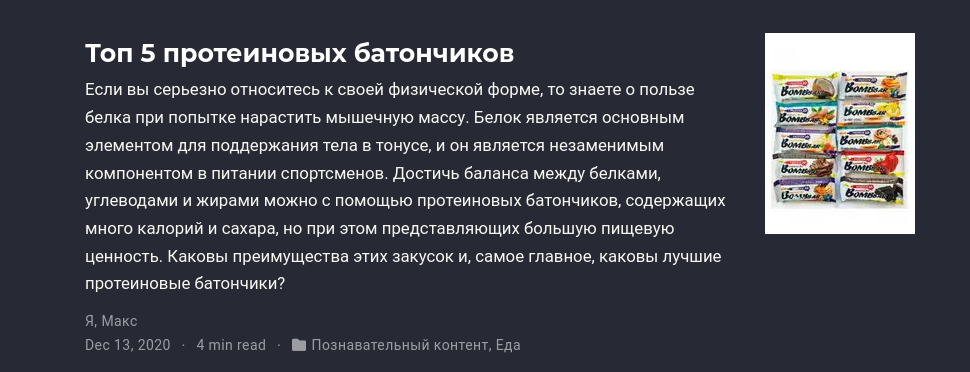 Топ 5 протеиновых батончиков
Если вы серьезно относитесь к своей физической форме, то знаете о пользе
белка при попытке нарастить мышечную массу. Белок является основным
элементом для поддержания тела в тонусе, и он является незаменимым
компонентом в питании спортсменов. Достичь баланса между белками,
углеводами и жирами можно с помощью протеиновых батончиков, содержащих
много калорий и сахара, но при этом представляющих большую пищевую
ценность. Каковы преимущества этих закусок и, самое главное, каковы лучшие
протеиновые батончики?
Я, Макс
Dec 13, 2020 · 4 min read · Познавательный контент, Еда